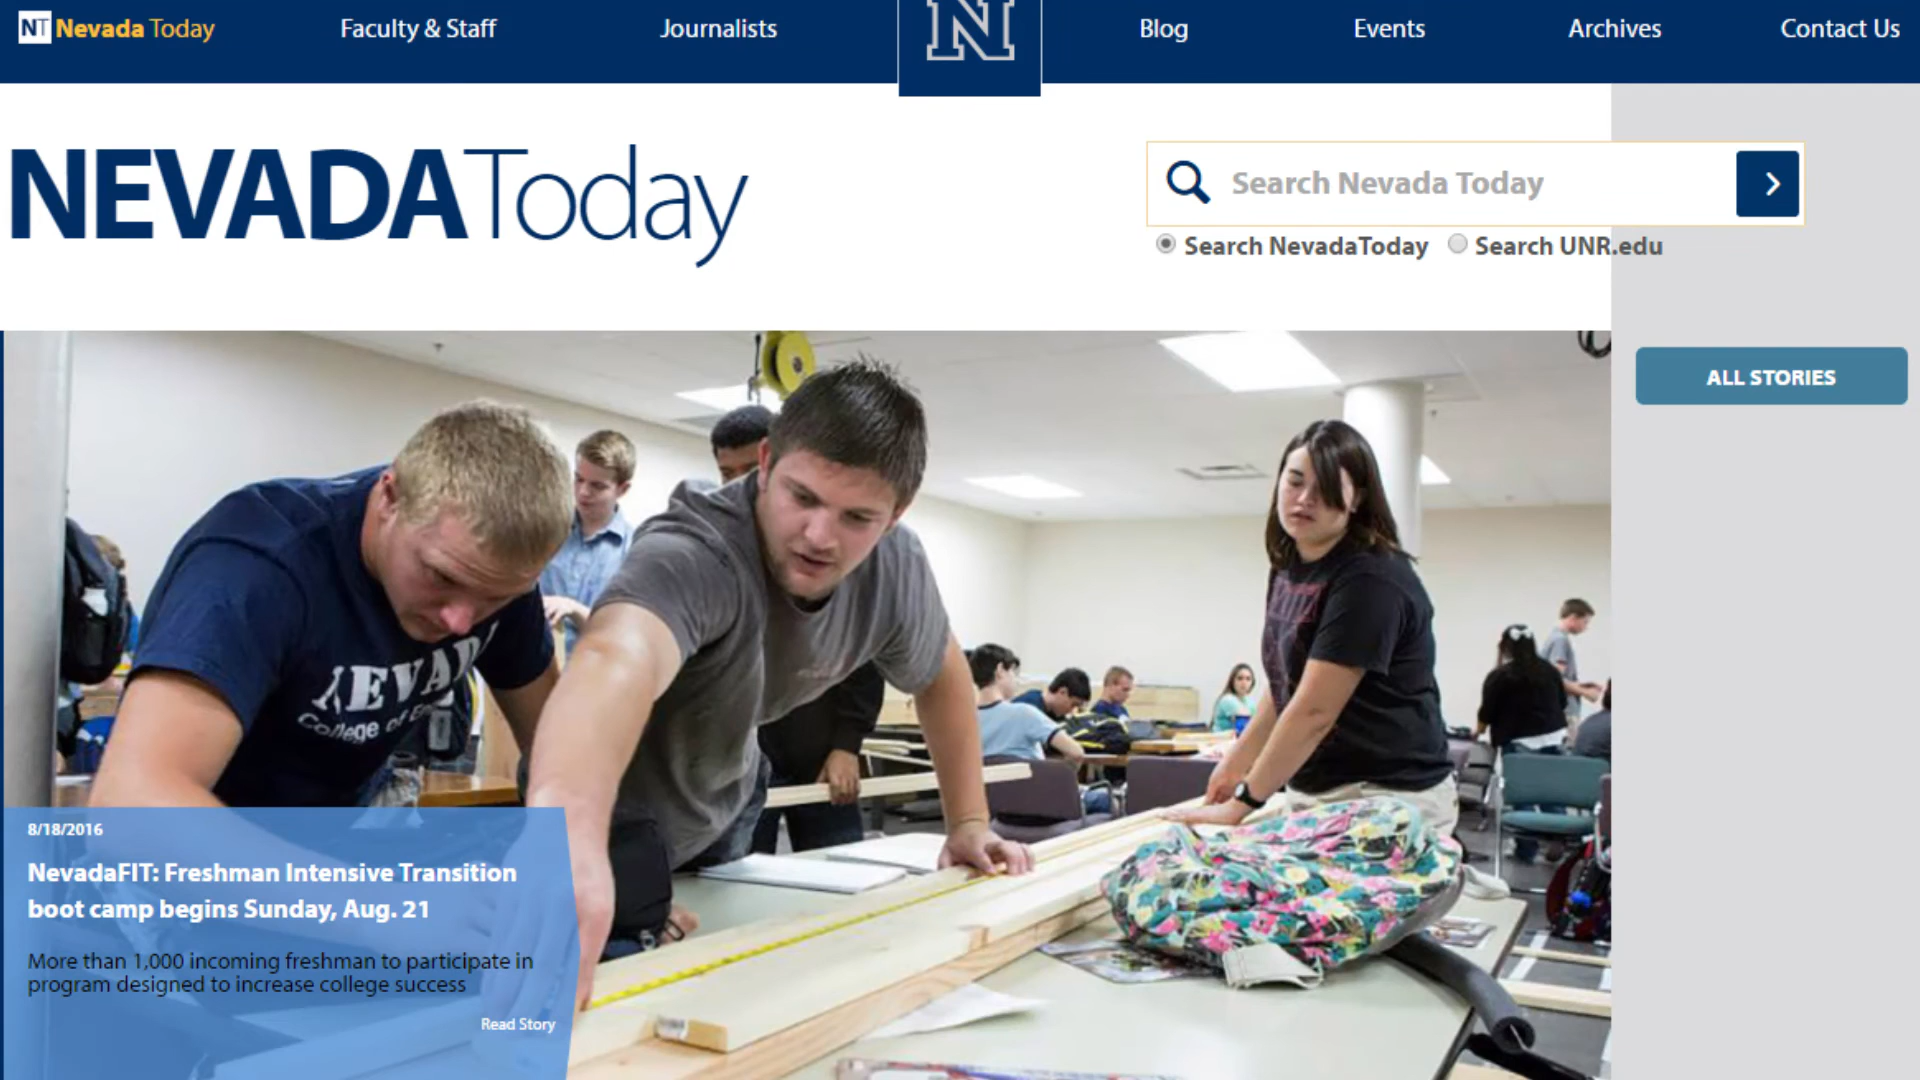 NT Nevada Today
Faculty & Staff
Journalists
N
Blog
Events
Archives
Contact Us
NEVADAToday
Search Nevada Today
Search NevadaToday
Search UNR.edu
ALL STORIES
NEVAD
College of
8/18/2016
NevadaFIT: Freshman Intensive Transition
boot camp begins Sunday, Aug. 21
More than 1,000 incoming freshman to participate in
program designed to increase college success
Read Story